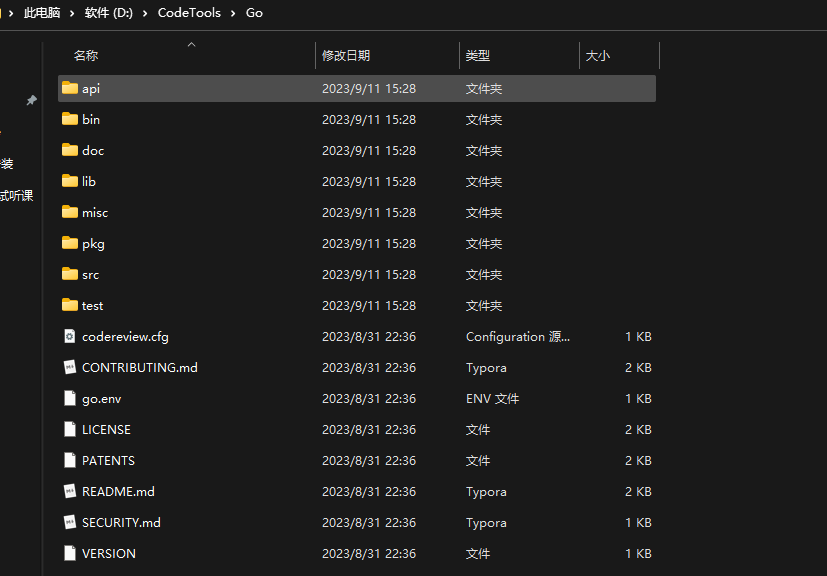 此电脑 > 软件 (D:) > CodeTools > Go
名称 修改日期 类型 大小
api 2023/9/11 15:28 文件夹
bin 2023/9/11 15:28 文件夹
doc 2023/9/11 15:28 文件夹
lib 2023/9/11 15:28 文件夹
装
misc 2023/9/11 15:28 文件夹
试听课
pkg 2023/9/11 15:28 文件夹
src 2023/9/11 15:28 文件夹
test 2023/9/11 15:28 文件夹
codereview.cfg 2023/8/31 22:36 Configuration 源... 1 KB
CONTRIBUTING.md 2023/8/31 22:36 Typora 2 KB
go.env 2023/8/31 22:36 ENV 文件 1 KB
LICENSE 2023/8/31 22:36 文件 2 KB
PATENTS 2023/8/31 22:36 文件 2 KB
README.md 2023/8/31 22:36 Typora 2 KB
SECURITY.md 2023/8/31 22:36 Typora 1 KB
VERSION 2023/8/31 22:36 文件 1 KB